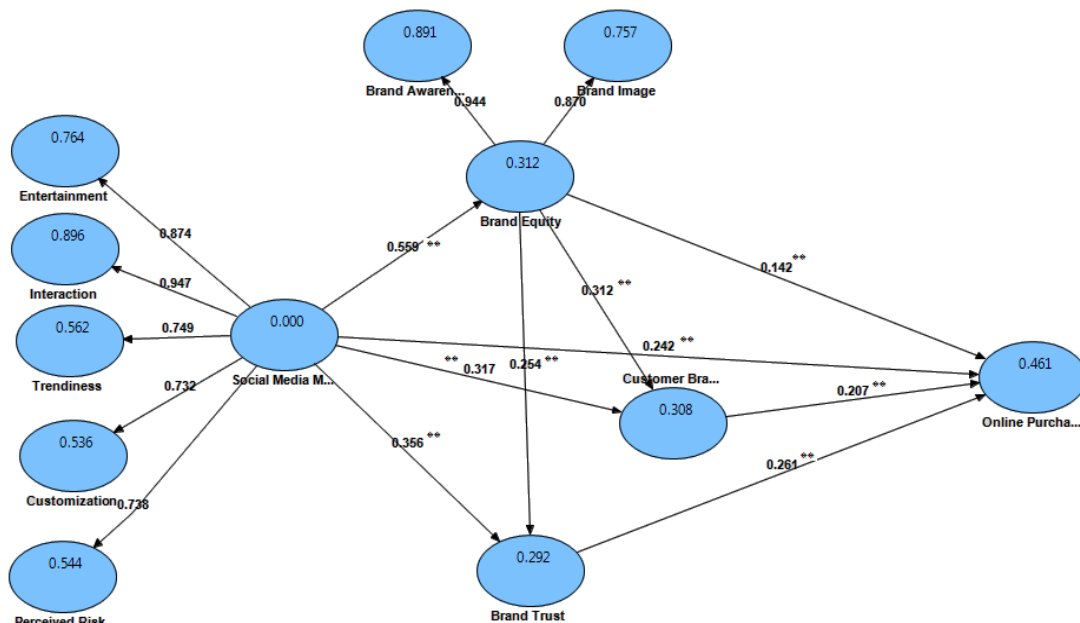 0.891
Brand Awaren...
0.757
Brand Image
0.944
0.870
0.764
Entertainment
0.312
Brand Equity
0.874
0.559 **
0.896
Interaction
0.947
0.142 **
0.312 **
0.562
Trendiness
0.749
0.000
Social Media M...
0.254 **
0.242 **
0.461
Online Purcha...
** 0.317
Customer Bra...
0.308
0.207 **
0.732
0.536
Customization
0.356 **
0.261 **
0.738
0.544
Perceived Risk
0.292
Brand Trust